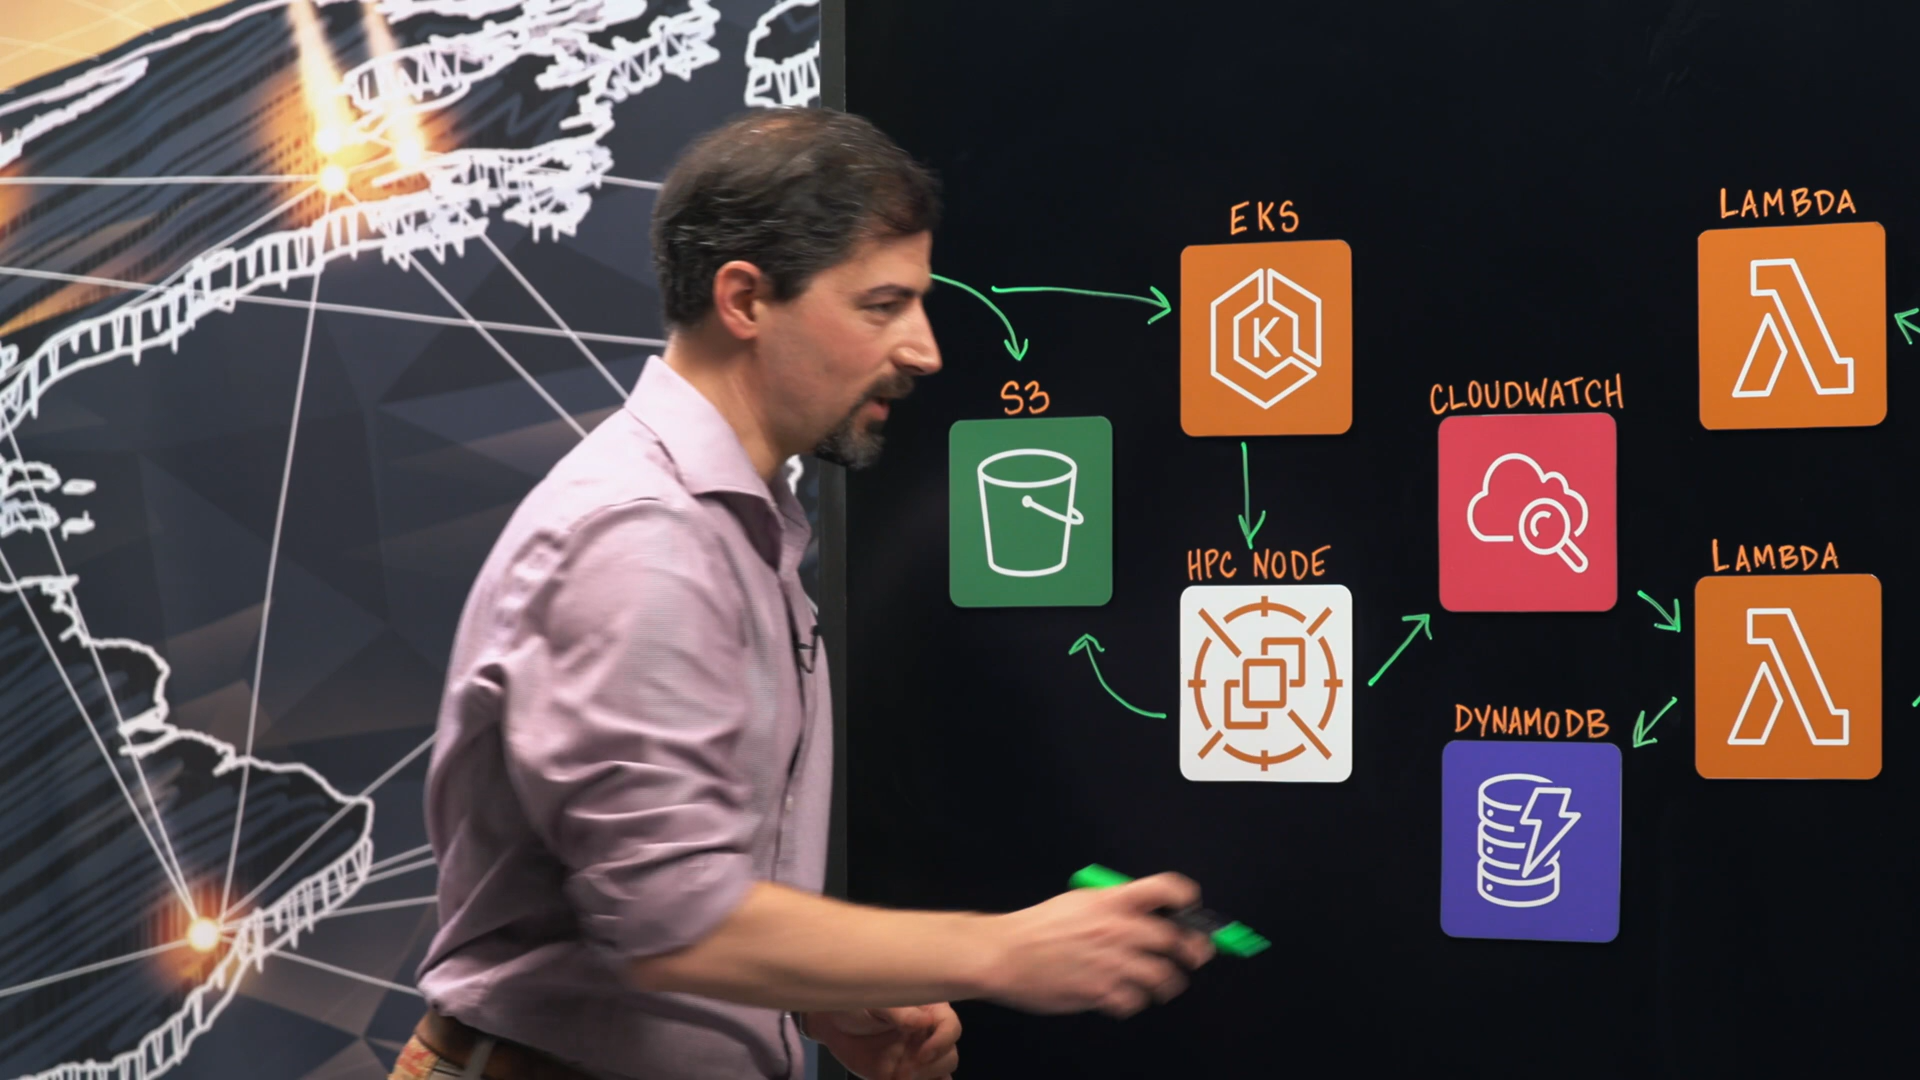 EKS
K
LAMBDA
S3
CLOUDWATCH
HPC NODE
LAMBDA
DYNAMODB